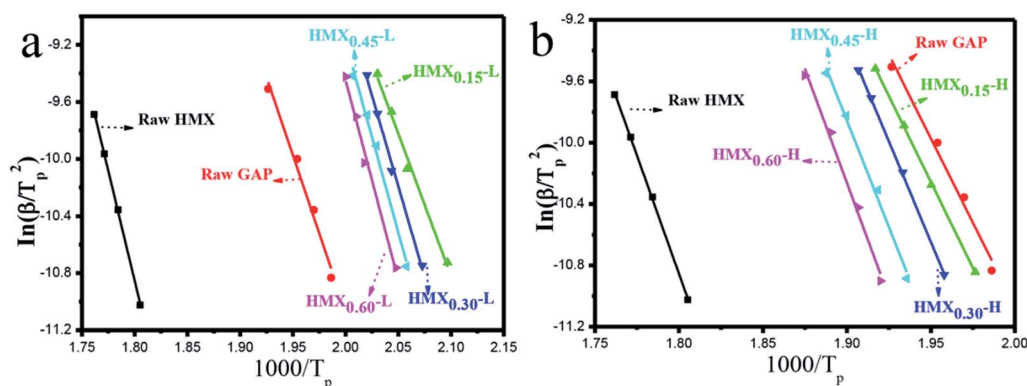 a
HMX0.45-L
HMX0.15-L
Raw HMX
Raw GAP
HMX0.60-L
HMX0.30-L
In(β/Tp²)
-9.2
-9.6
-10.0
-10.4
-10.8
-11.2
1.75 1.80 1.85 1.90 1.95 2.00 2.05 2.10 2.15
1000/Tp
b
HMX0.45-H
Raw GAP
Raw HMX
HMX0.15-H
HMX0.60-H
HMX0.30-H
In(β/Tp²)
-9.2
-9.6
-10.0
-10.4
-10.8
-11.2
1.75 1.80 1.85 1.90 1.95 2.00
1000/Tp